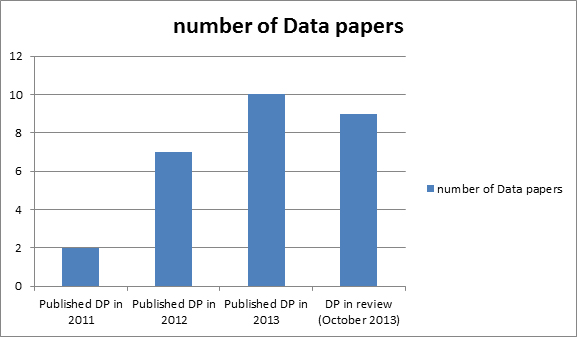 number of Data papers
12
10
8
6
4
2
0
Published DP in
2011
Published DP in
2012
Published DP in
2013
DP in review
(October 2013)
number of Data papers